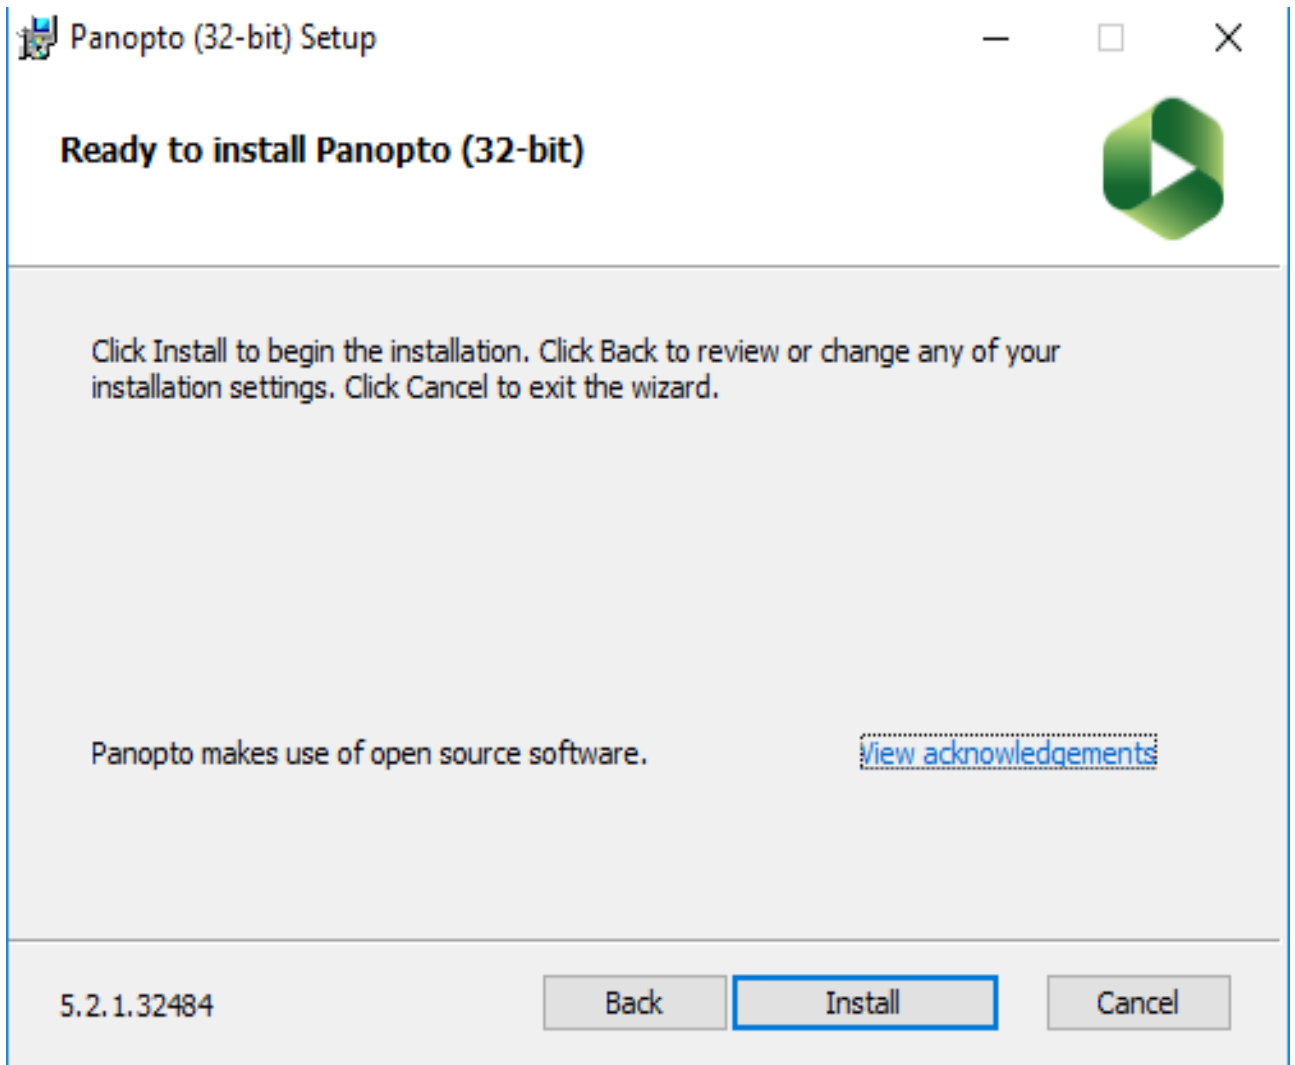 Panopto (32-bit) Setup
Ready to install Panopto (32-bit)
Click Install to begin the installation. Click Back to review or change any of your
installation settings. Click Cancel to exit the wizard.
Panopto makes use of open source software. View acknowledgements
5.2.1.32484 Back Install Cancel